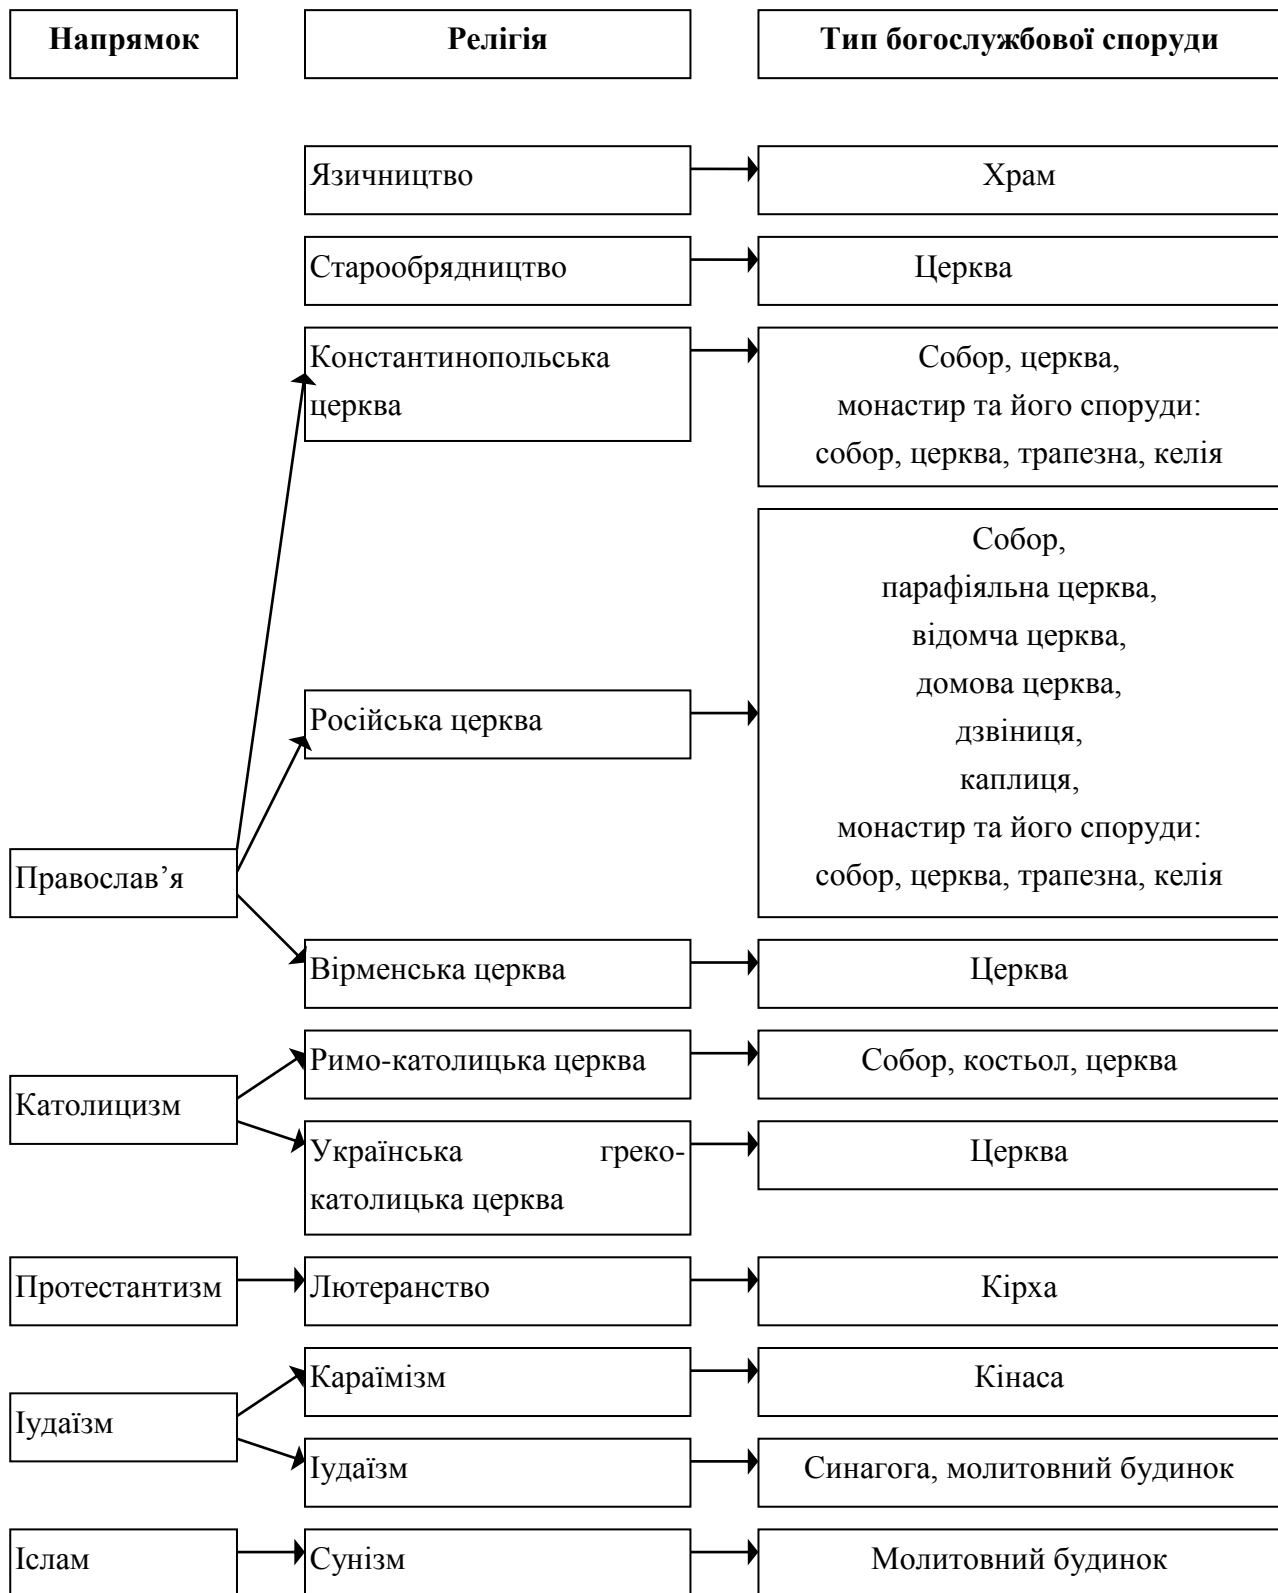 Напрямок
Релігія
Тип богослужбової споруди
Язичництво
Храм
Старообрядництво
Церква
Константинопольська
церква
Собор, церква,
монастир та його споруди:
собор, церква, трапезна, келія
Російська церква
Собор,
парафіяльна церква,
відомча церква,
домова церква,
дзвіниця,
каплиця,
монастир та його споруди:
собор, церква, трапезна, келія
Православ’я
Вірменська церква
Церква
Католицизм
Римо-католицька церква
Собор, костьол, церква
Українська греко-
католицька церква
Церква
Протестантизм
Лютеранство
Кірха
Іудаїзм
Караїмізм
Кінаса
Іудаїзм
Синагога, молитовний будинок
Іслам
Сунізм
Молитовний будинок